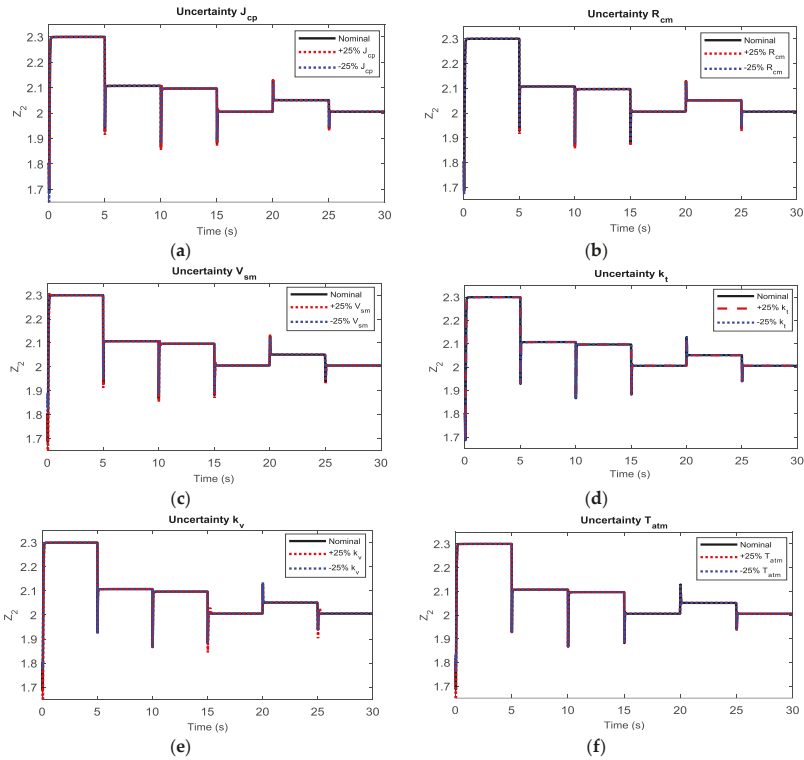 Uncertainty J_cp
Nominal
+25% J_cp
-25% J_cp
Z_2
2.3
2.2
2.1
2
1.9
1.8
1.7
0 5 10 15 20 25 30
Time (s)
(a)
Uncertainty R_cm
Nominal
+25% R_cm
-25% R_cm
Z_2
2.3
2.2
2.1
2
1.9
1.8
1.7
0 5 10 15 20 25 30
Time (s)
(b)
Uncertainty V_sm
Nominal
+25% V_sm
-25% V_sm
Z_2
2.3
2.2
2.1
2
1.9
1.8
1.7
0 5 10 15 20 25 30
Time (s)
(c)
Uncertainty k_t
Nominal
+25% k_t
-25% k_t
Z_2
2.3
2.2
2.1
2
1.9
1.8
1.7
0 5 10 15 20 25 30
Time (s)
(d)
Uncertainty k_v
Nominal
+25% k_v
-25% k_v
Z_2
2.3
2.2
2.1
2
1.9
1.8
1.7
0 5 10 15 20 25 30
Time (s)
(e)
Uncertainty T_atm
Nominal
+25% T_atm
-25% T_atm
Z_2
2.3
2.2
2.1
2
1.9
1.8
1.7
0 5 10 15 20 25 30
Time (s)
(f)